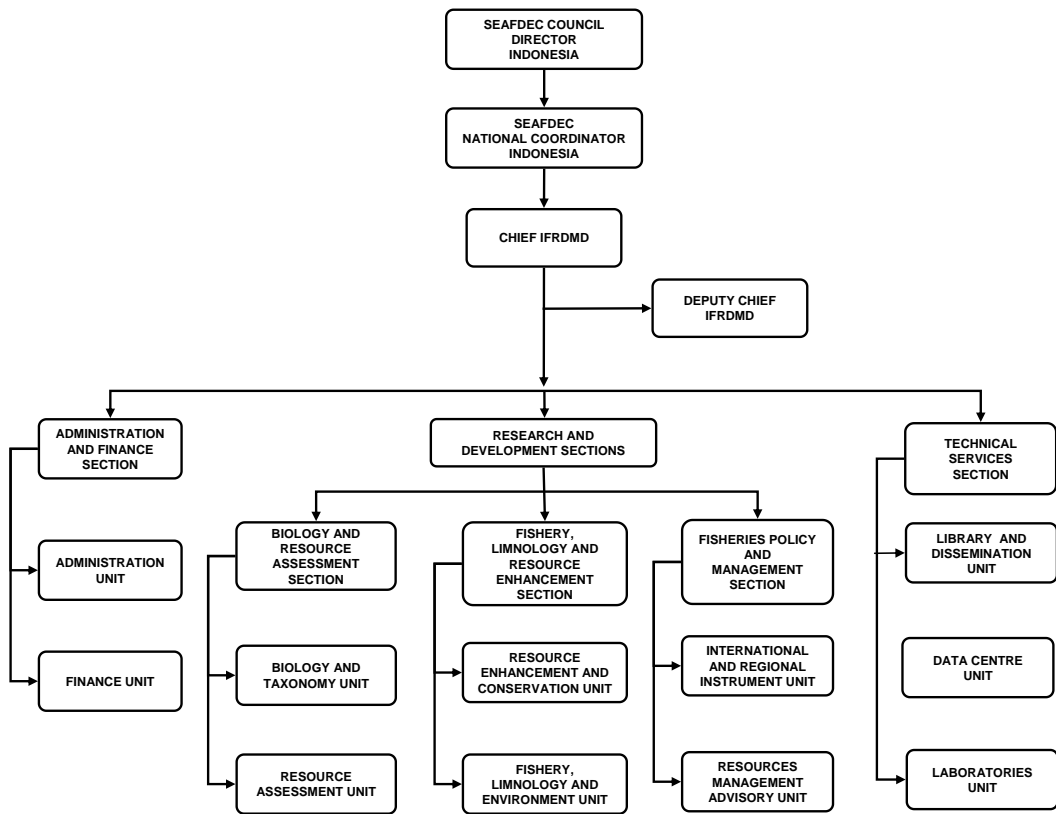 SEAFDEC COUNCIL
DIRECTOR
INDONESIA
SEAFDEC
NATIONAL COORDINATOR
INDONESIA
CHIEF IFRDMD
DEPUTY CHIEF
IFRDMD
ADMINISTRATION
AND FINANCE
SECTION
RESEARCH AND
DEVELOPMENT SECTIONS
TECHNICAL
SERVICES
SECTION
BIOLOGY AND
RESOURCE
ASSESSMENT
SECTION
FISHERY,
LIMNOLOGY AND
RESOURCE
ENHANCEMENT
SECTION
FISHERIES POLICY
AND
MANAGEMENT
SECTION
ADMINISTRATION
UNIT
LIBRARY AND
DISSEMINATION
UNIT
FINANCE UNIT
BIOLOGY AND
TAXONOMY UNIT
RESOURCE
ENHANCEMENT AND
CONSERVATION UNIT
INTERNATIONAL
AND REGIONAL
INSTRUMENT UNIT
DATA CENTRE
UNIT
RESOURCE
ASSESSMENT UNIT
FISHERY,
LIMNOLOGY AND
ENVIRONMENT UNIT
RESOURCES
MANAGEMENT
ADVISORY UNIT
LABORATORIES
UNIT